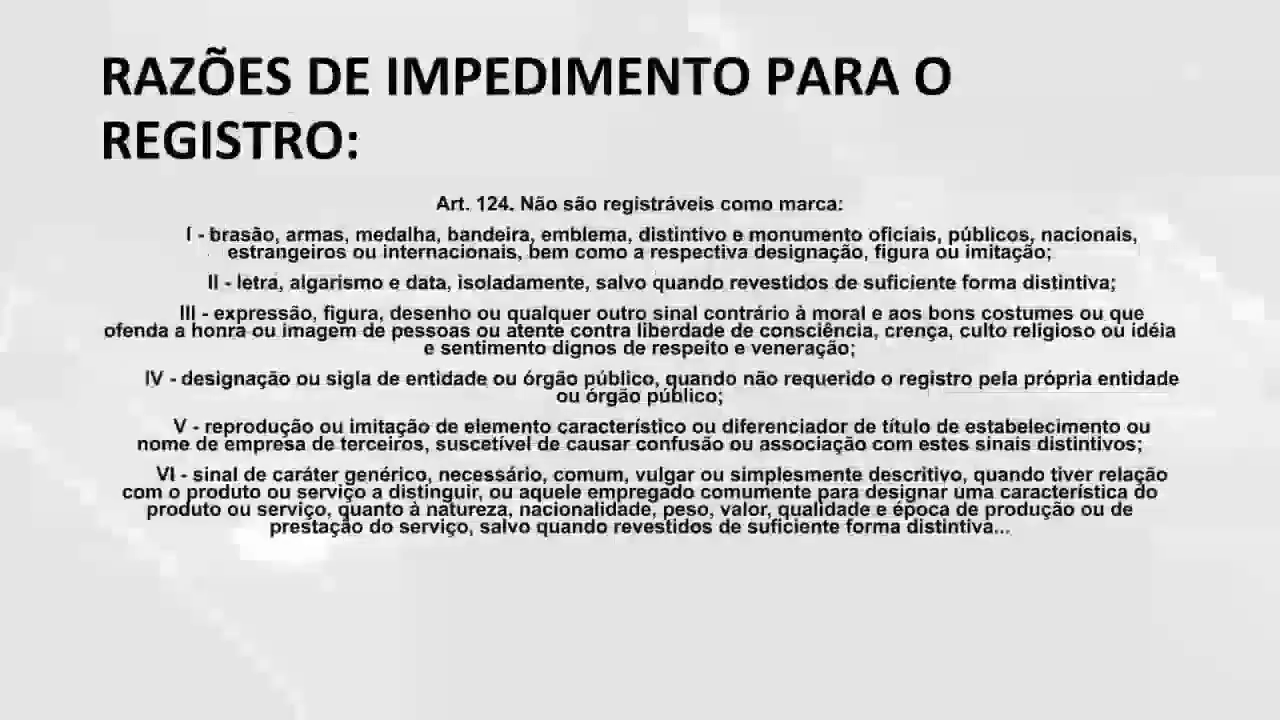 RAZÕES DE IMPEDIMENTO PARA O
REGISTRO:
Art. 124. Não são registráveis como marca:
I - brasão, armas, medalha, bandeira, emblema, distintivo e monumento oficiais, públicos, nacionais,
estrangeiros ou internacionais, bem como a respectiva designação, figura ou imitação;
II - letra, algarismo e data, isoladamente, salvo quando revestidos de suficiente forma distintiva;
III - expressão, figura, desenho ou qualquer outro sinal contrário à moral e aos bons costumes ou que
ofenda a honra ou imagem de pessoas ou atente contra liberdade de consciência, crença, culto religioso ou idéia
e sentimento dignos de respeito e veneração;
IV - designação ou sigla de entidade ou órgão público, quando não requerido o registro pela própria entidade
ou órgão público;
V - reprodução ou imitação de elemento característico ou diferenciador de título de estabelecimento ou
nome de empresa de terceiros, suscetível de causar confusão ou associação com estes sinais distintivos;
VI - sinal de caráter genérico, necessário, comum, vulgar ou simplesmente descritivo, quando tiver relação
com o produto ou serviço a distinguir, ou aquele empregado comumente para designar uma característica do
produto ou serviço, quanto à natureza, nacionalidade, peso, valor, qualidade e época de produção ou de
prestação do serviço, salvo quando revestidos de suficiente forma distintiva...